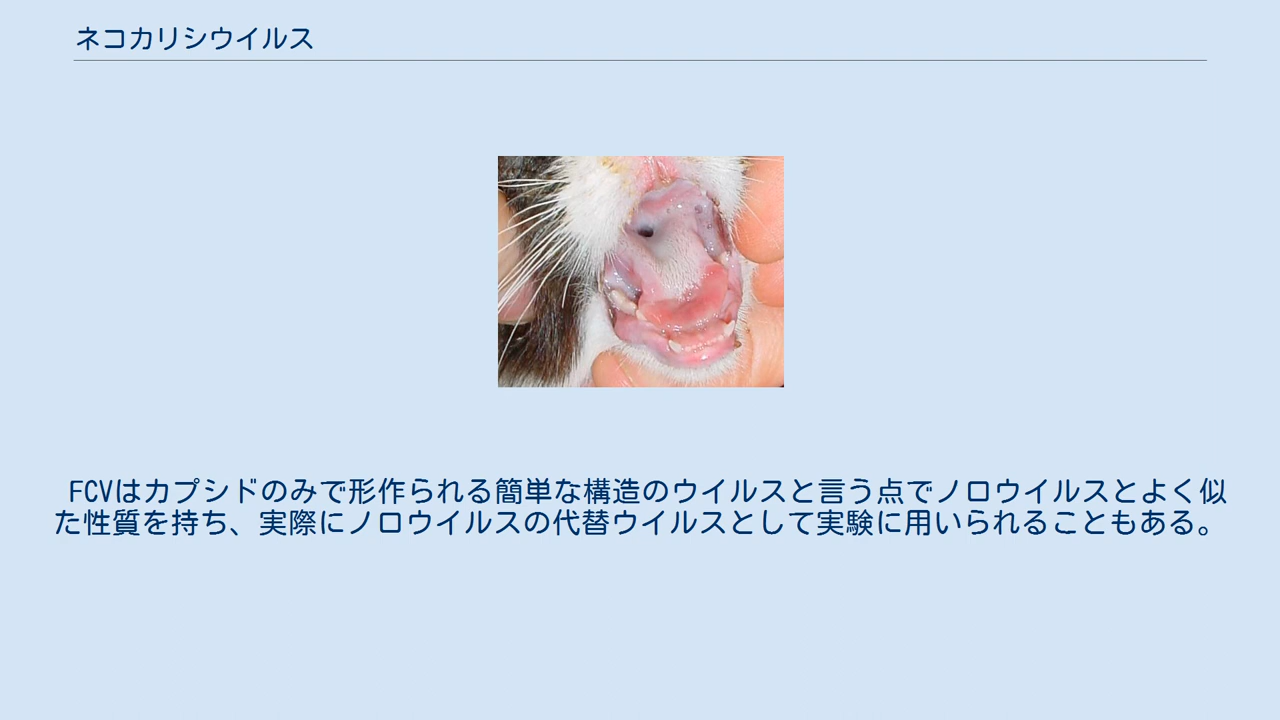 ネコカリシウイルス
FCVはカプシドのみで形作られる簡単な構造のウイルスと言う点でノロウイルスとよく似
た性質を持ち、実際にノロウイルスの代替ウイルスとして実験に用いられることもある。